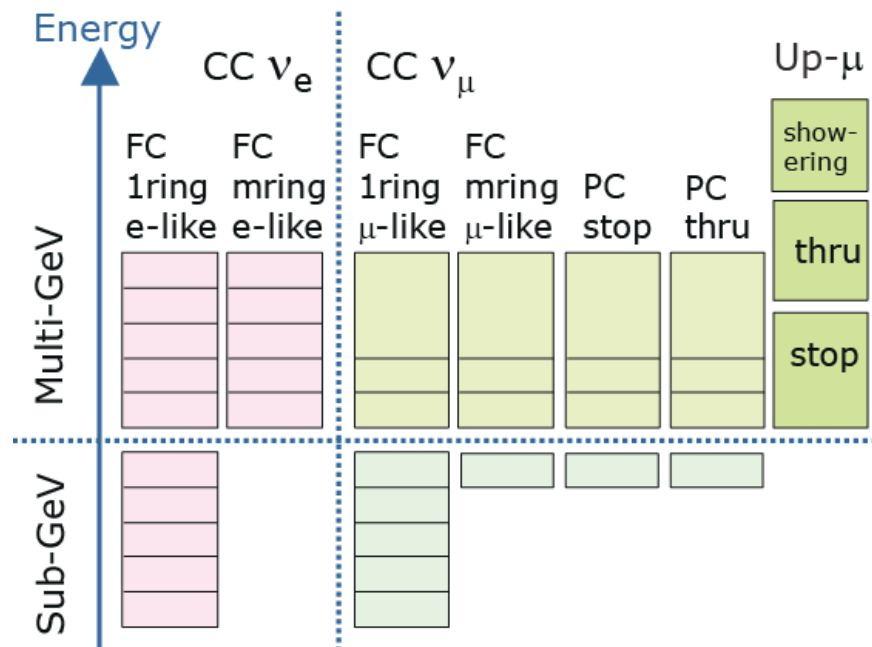 Energy
CC νe
CC νμ
Up-μ
FC
1ring
e-like
FC
mring
e-like
FC
1ring
μ-like
FC
mring
μ-like
PC
stop
PC
thru
show-
ering
thru
stop
Multi-GeV
Sub-GeV